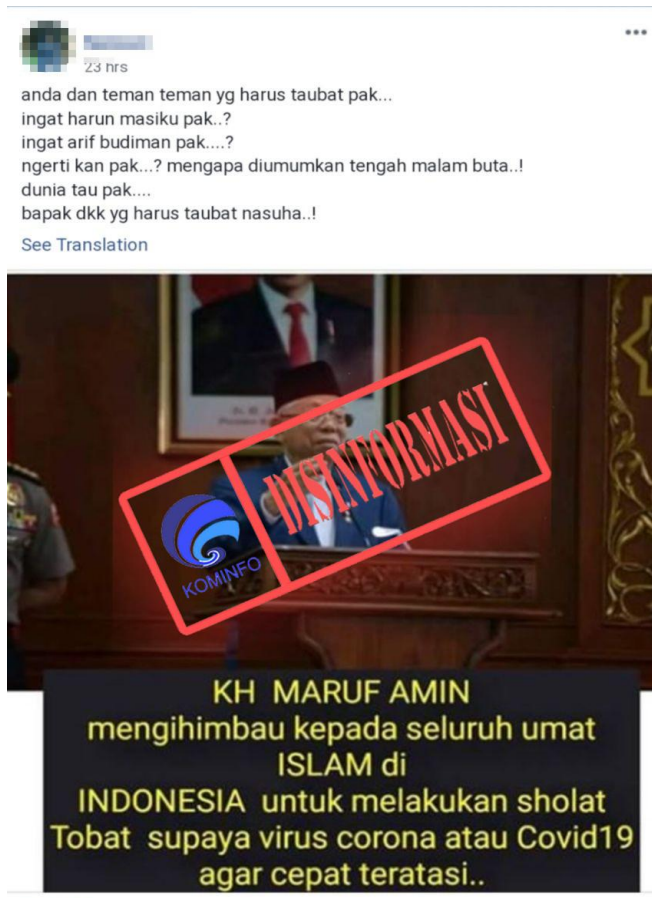 23 hrs
anda dan teman teman yg harus taubat pak...
ingat harun masiku pak..?
ingat arif budiman pak....?
ngerti kan pak...? mengapa diumumkan tengah malam buta..!
dunia tau pak....
bapak dkk yg harus taubat nasuha..!
See Translation
DISINFORMASI
KOMINFO
KH MARUF AMIN
mengihimbau kepada seluruh umat
ISLAM di
INDONESIA untuk melakukan sholat
Tobat supaya virus corona atau Covid19
agar cepat teratasi..